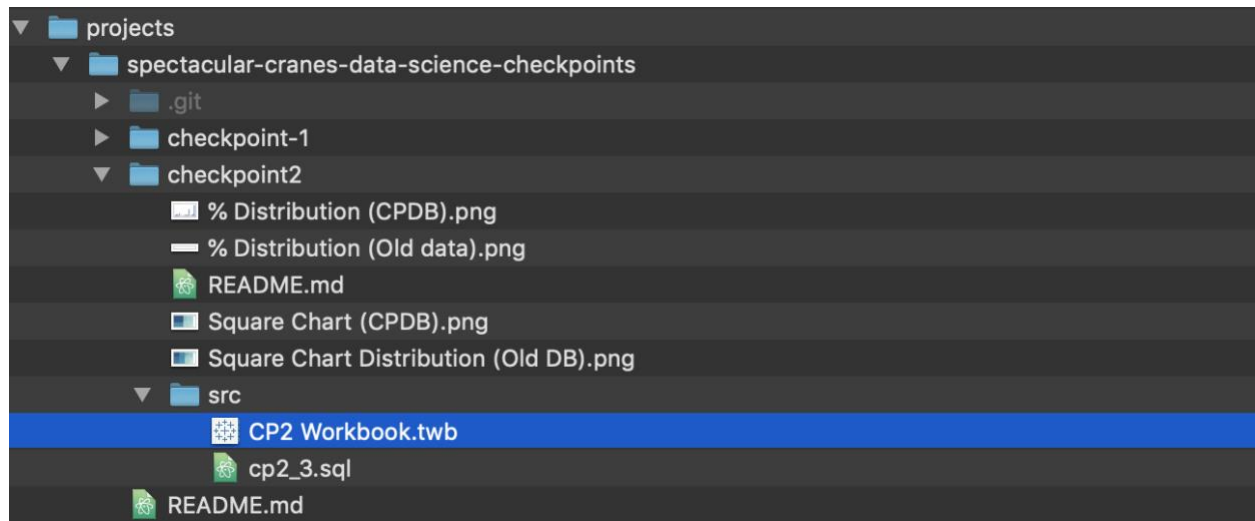 projects
spectacular-cranes-data-science-checkpoints
.git
checkpoint-1
checkpoint2
% Distribution (CPDB).png
% Distribution (Old data).png
README.md
Square Chart (CPDB).png
Square Chart Distribution (Old DB).png
src
CP2 Workbook.twb
cp2_3.sql
README.md